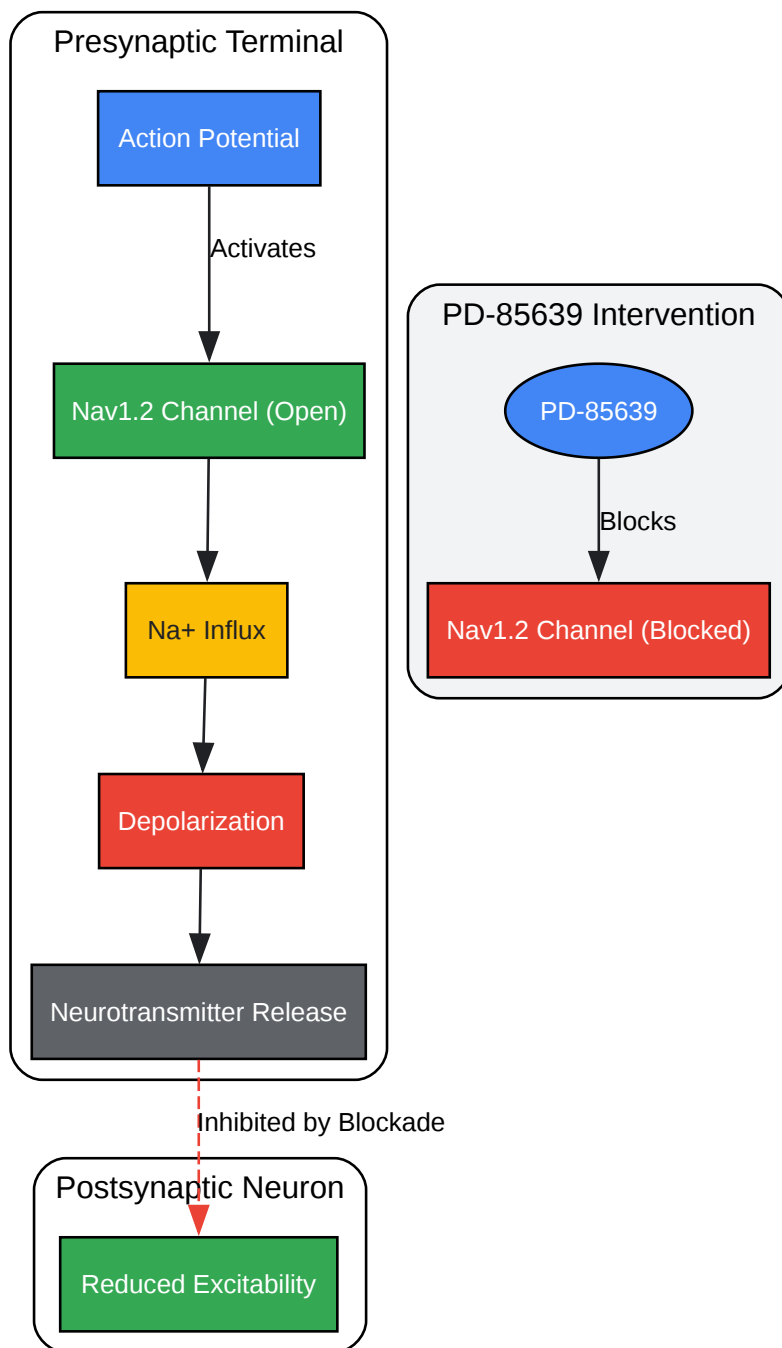 Presynaptic Terminal
Action Potential
Activates
Nav1.2 Channel (Open)
Na+ Influx
Depolarization
Neurotransmitter Release
Inhibited by Blockade
Postsynaptic Neuron
Reduced Excitability
PD-85639 Intervention
PD-85639
Blocks
Nav1.2 Channel (Blocked)